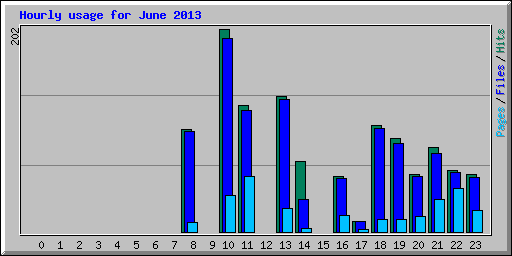 Hourly usage for June 2013
202
Pages / Files / Hits
0 1 2 3 4 5 6 7 8 9 10 11 12 13 14 15 16 17 18 19 20 21 22 23